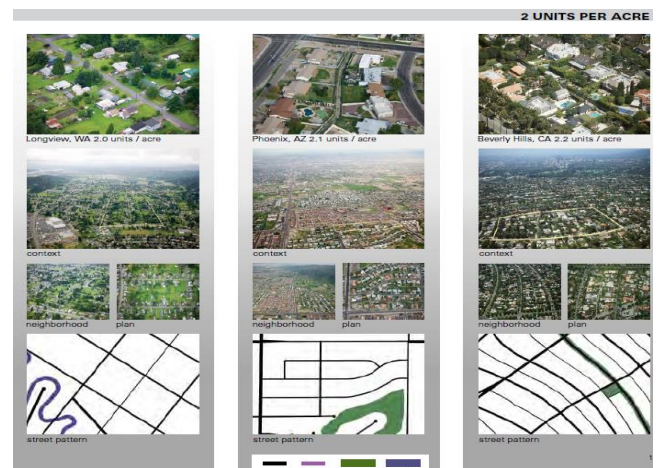 2 UNITS PER ACRE
Longview, WA 2.0 units / acre
context
neighborhood plan
street pattern
Phoenix, AZ 2.1 units / acre
context
neighborhood plan
street pattern
Beverly Hills, CA 2.2 units / acre
context
neighborhood plan
street pattern
1